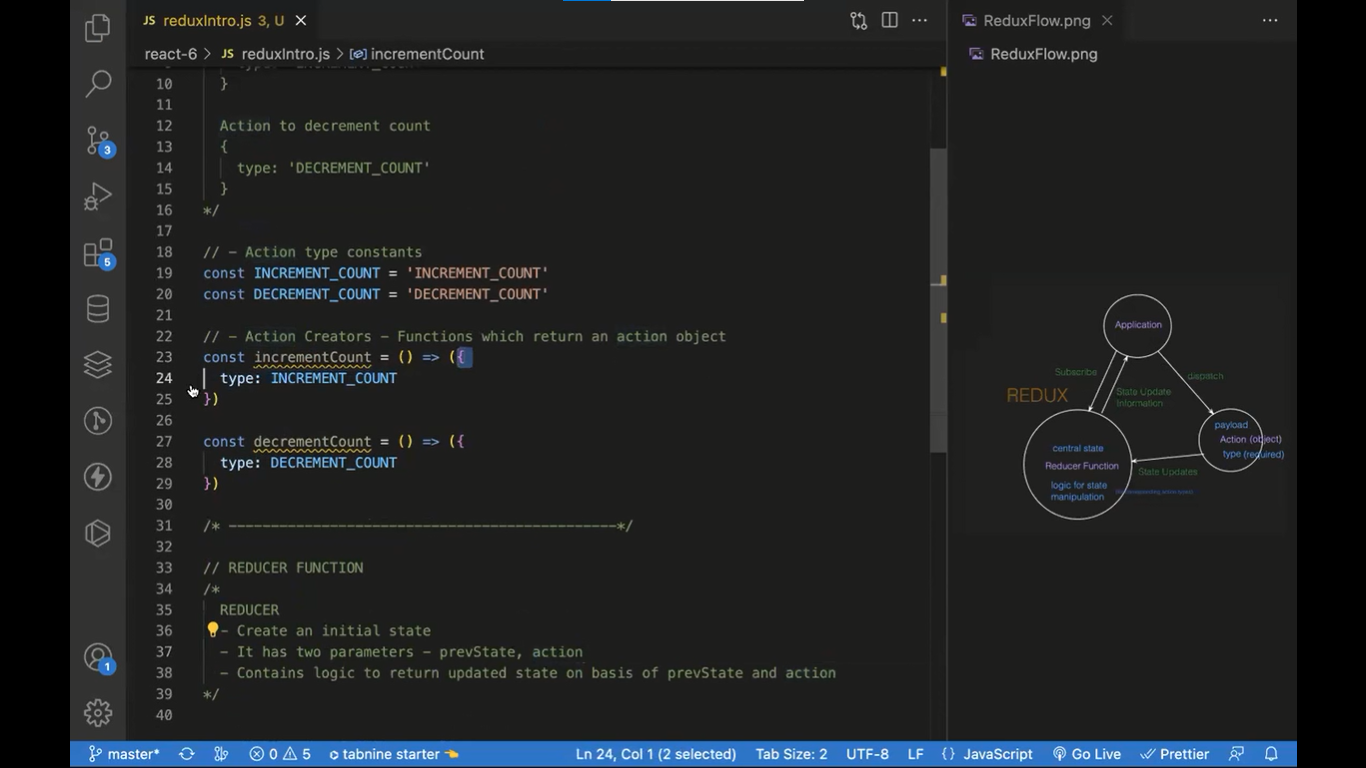 JS reduxIntro.js 3, U
react-6 > JS reduxIntro.js > incrementCount
10 }
11
12 Action to decrement count
13 {
14 type: 'DECREMENT_COUNT'
15 }
16 */
17
18 // - Action type constants
19 const INCREMENT_COUNT = 'INCREMENT_COUNT'
20 const DECREMENT_COUNT = 'DECREMENT_COUNT'
21
22 // - Action Creators - Functions which return an action object
23 const incrementCount = () => ({
24 type: INCREMENT_COUNT
25 })
26
27 const decrementCount = () => ({
28 type: DECREMENT_COUNT
29 })
30
31 /* --------------------------------------------*/
32
33 // REDUCER FUNCTION
34 /*
35 REDUCER
36 - Create an initial state
37 - It has two parameters - prevState, action
38 - Contains logic to return updated state on basis of prevState and action
39 */
40
3
5
1
ReduxFlow.png
ReduxFlow.png
Application
Subscribe
State Update
Information
dispatch
REDUX
payload
Action (object)
type (required)
central state
Reducer Function
logic for state
manipulation
State Updates
master* 0 5 tabnine starter Ln 24, Col 1 (2 selected) Tab Size: 2 UTF-8 LF {} JavaScript Go Live Prettier